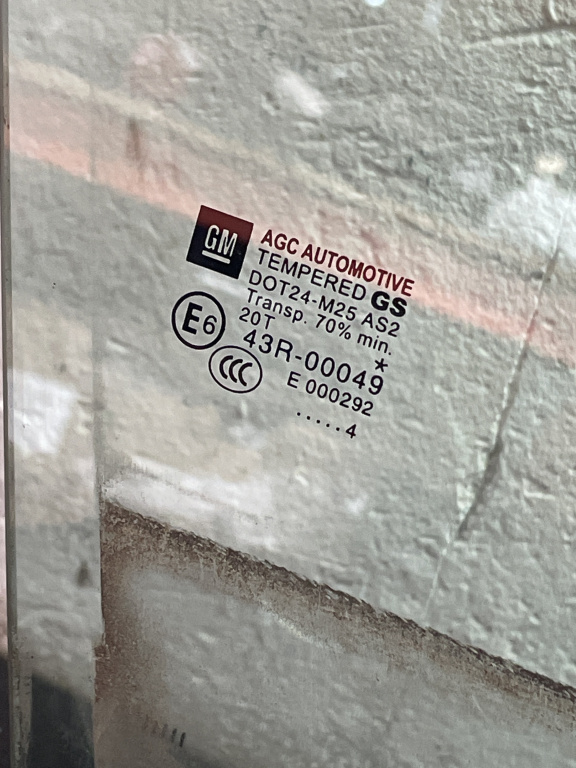 GM
AGC AUTOMOTIVE
TEMPERED GS
DOT24-M25 AS2
Transp. 70% min.
20T *
E6 43R-00049
CCC E 000292
.....4